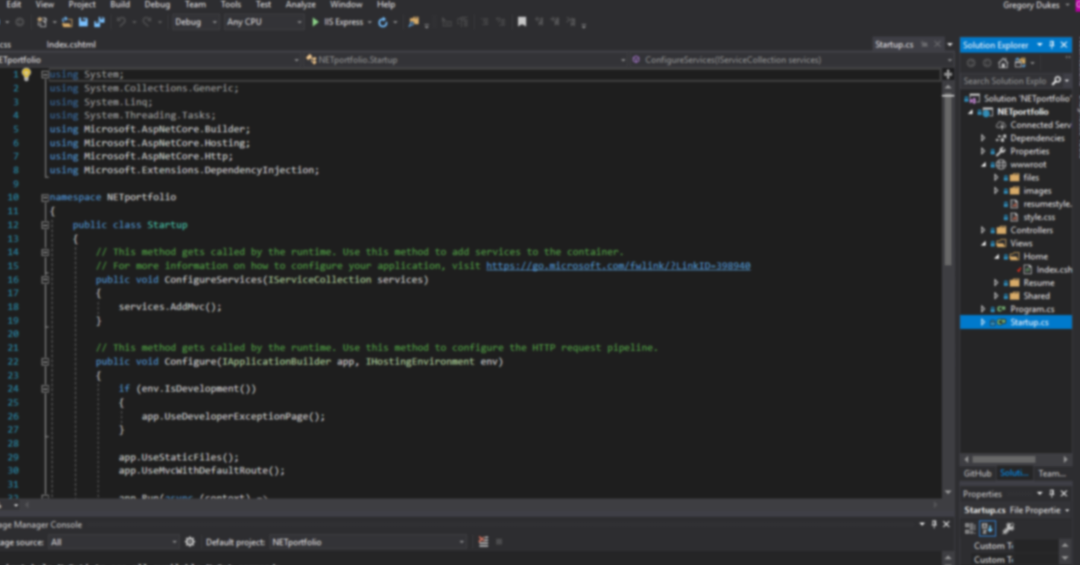 Edit View Project Build Debug Team Tools Test Analyze Window Help
Gregory Dukes
Debug Any CPU IIS Express
Index.cshtml
Startup.cs
NETportfolio.Startup
ConfigureServices(IServiceCollection services)
1 using System;
2 using System.Collections.Generic;
3 using System.Linq;
4 using System.Threading.Tasks;
5 using Microsoft.AspNetCore.Builder;
6 using Microsoft.AspNetCore.Hosting;
7 using Microsoft.AspNetCore.Http;
8 using Microsoft.Extensions.DependencyInjection;
9
10 namespace NETportfolio
11 {
12 public class Startup
13 {
14 // This method gets called by the runtime. Use this method to add services to the container.
15 // For more information on how to configure your application, visit https://go.microsoft.com/fwlink/?LinkID=398940
16 public void ConfigureServices(IServiceCollection services)
17 {
18 services.AddMvc();
19 }
20
21 // This method gets called by the runtime. Use this method to configure the HTTP request pipeline.
22 public void Configure(IApplicationBuilder app, IHostingEnvironment env)
23 {
24 if (env.IsDevelopment())
25 {
26 app.UseDeveloperExceptionPage();
27 }
28
29 app.UseStaticFiles();
30 app.UseMvcWithDefaultRoute();
31
32 app.Run(async (context) =>
Solution Explorer
Search Solution Explo
Solution 'NETportfolio'
NETportfolio
Connected Serv
Dependencies
Properties
wwwroot
files
images
resumestyle.
style.css
Controllers
Views
Home
Index.csh
Resume
Shared
Program.cs
Startup.cs
GitHub Soluti... Team...
Properties
Startup.cs File Propertie
Custom To
Custom To
age Manager Console
age source: All Default project: NETportfolio